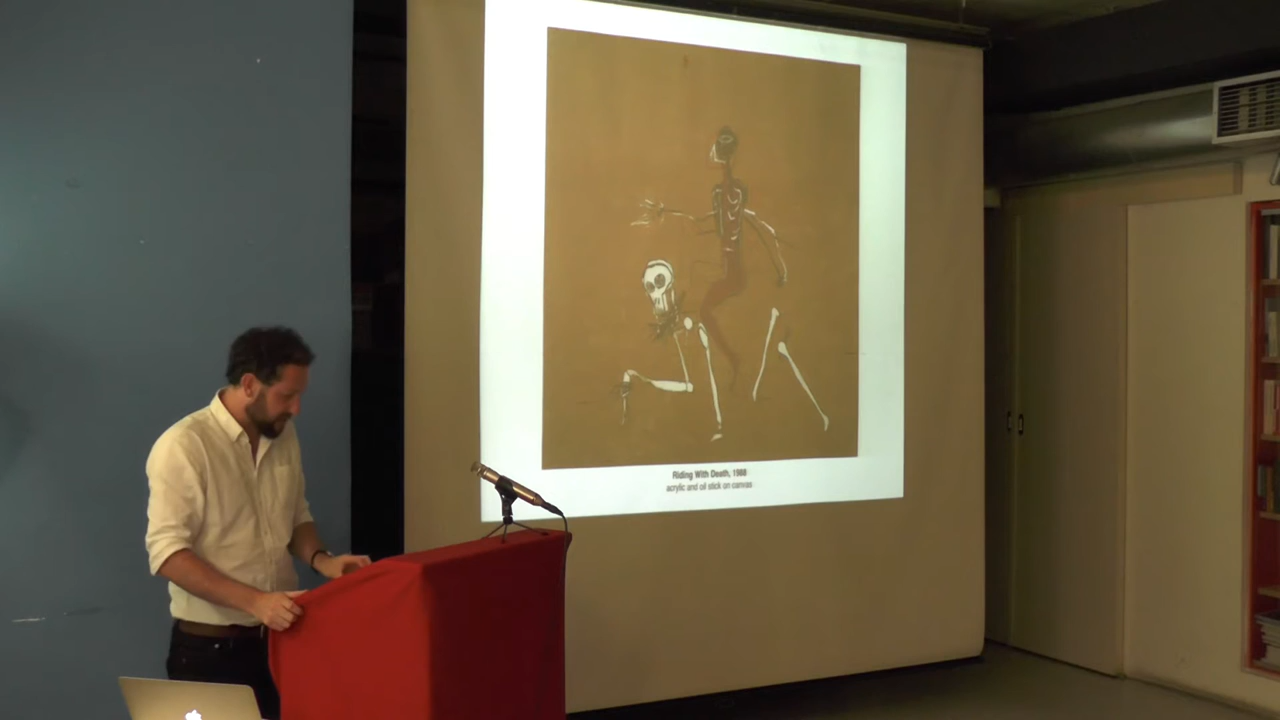 Riding With Death, 1988
acrylic and oil stick on canvas